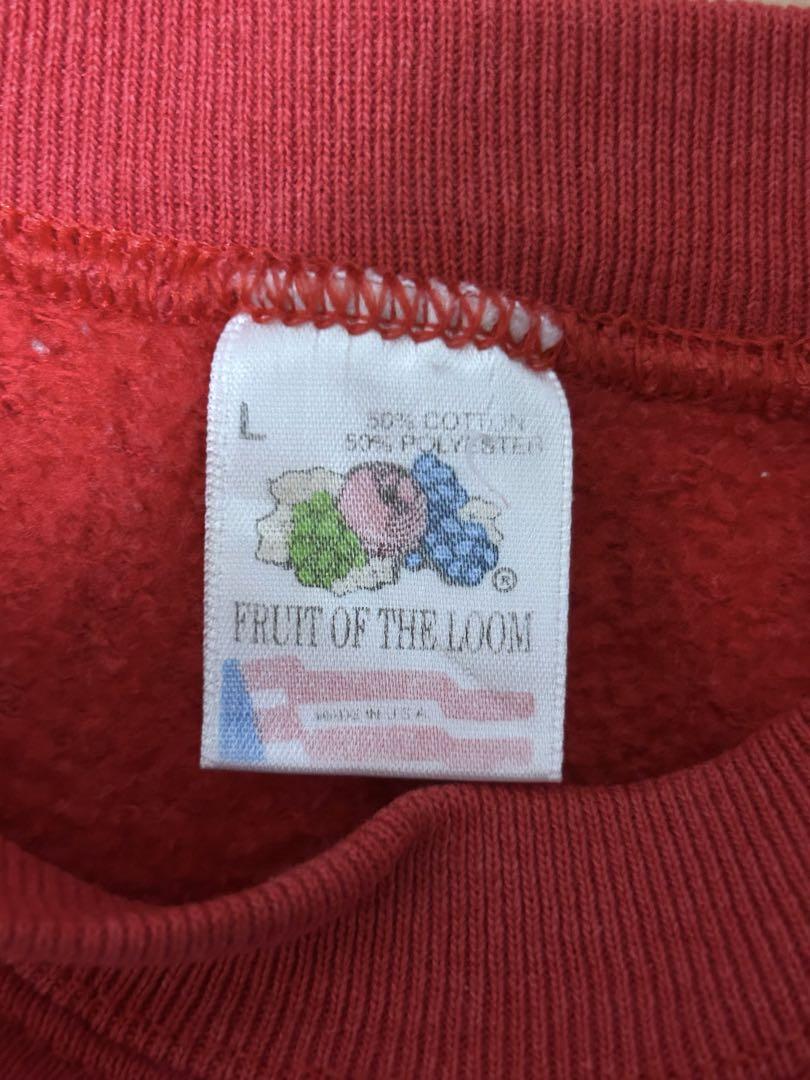 L
50% COTTON
50% POLYESTER
®
FRUIT OF THE LOOM
MADE IN U.S.A.